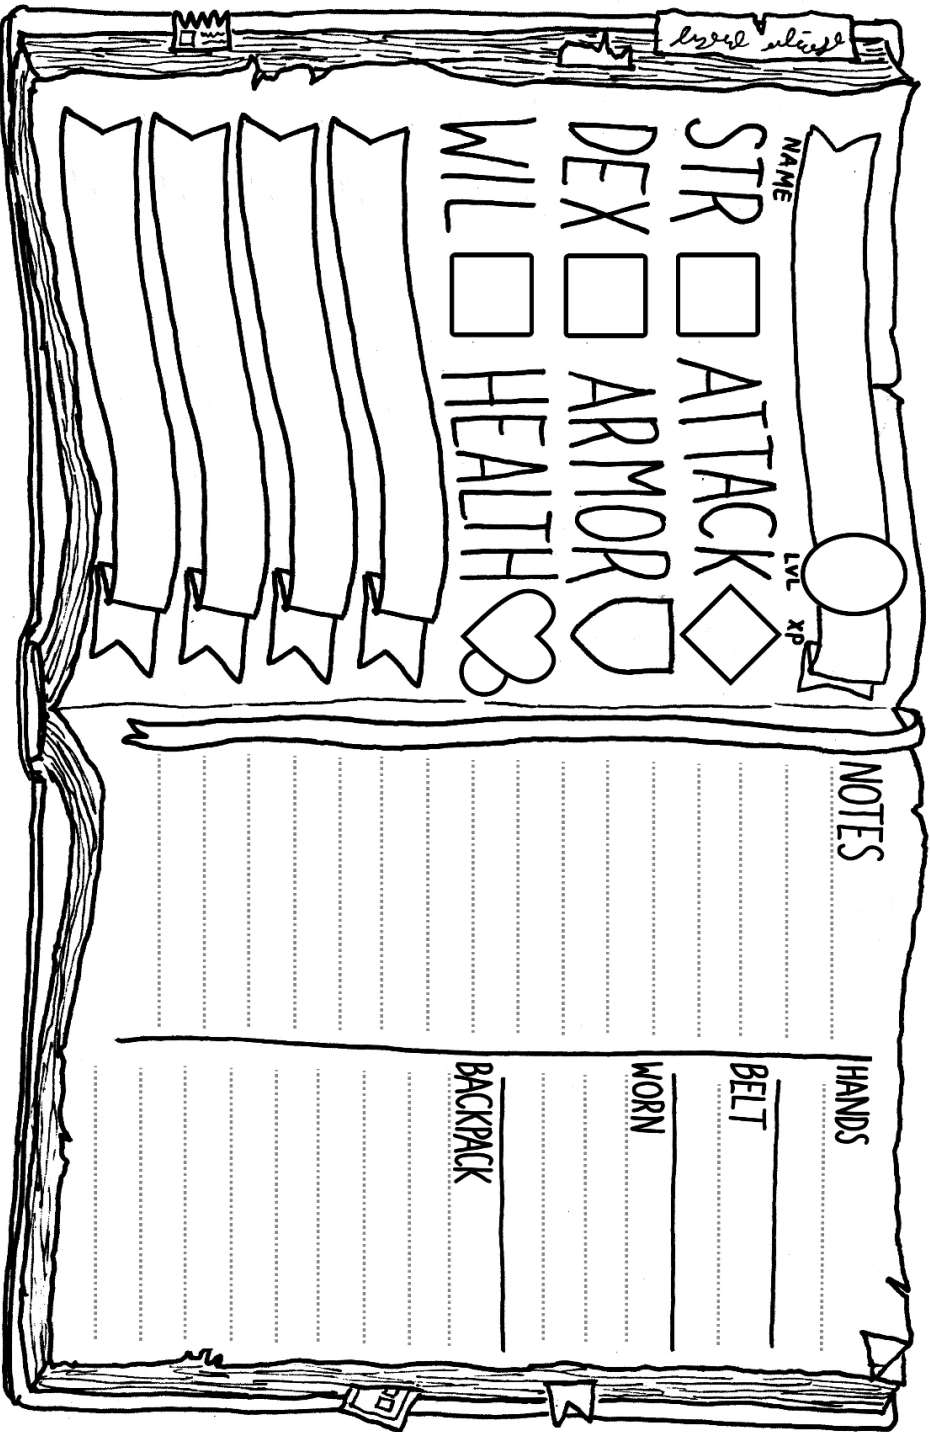 NAME
LVL
XP
STR
ATTACK
DEX
ARMOR
WIL
HEALTH
NOTES
HANDS
BELT
WORN
BACKPACK